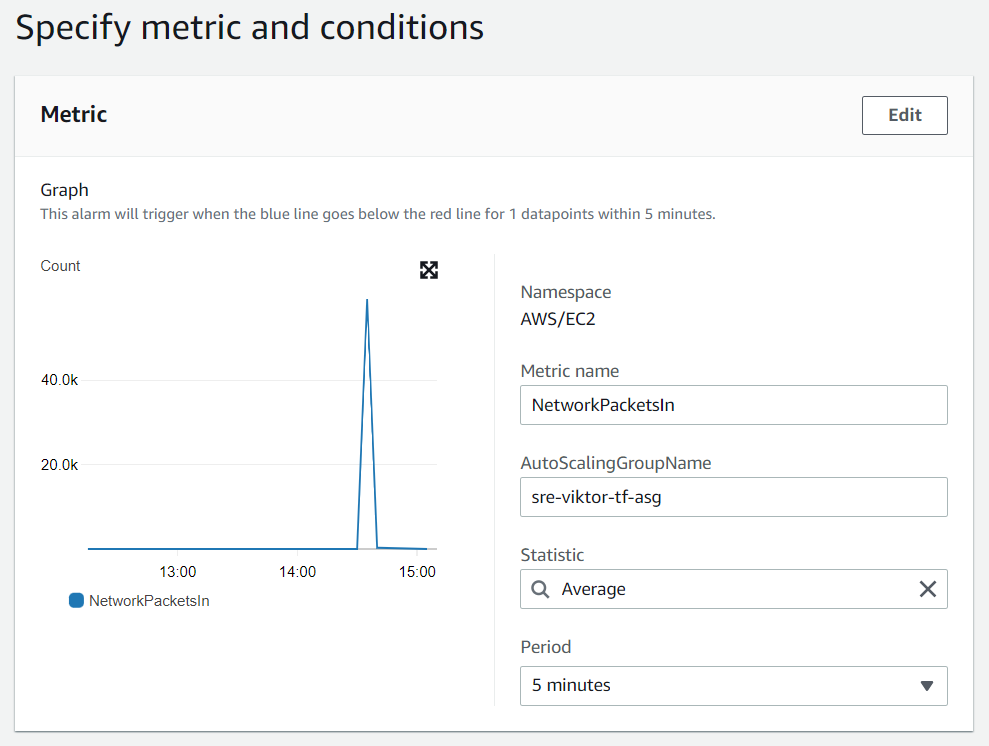 Specify metric and conditions
Metric
Edit
Graph
This alarm will trigger when the blue line goes below the red line for 1 datapoints within 5 minutes.
Count
40.0k
20.0k
13:00 14:00 15:00
NetworkPacketsIn
Namespace
AWS/EC2
Metric name
NetworkPacketsIn
AutoScalingGroupName
sre-viktor-tf-asg
Statistic
Average
Period
5 minutes